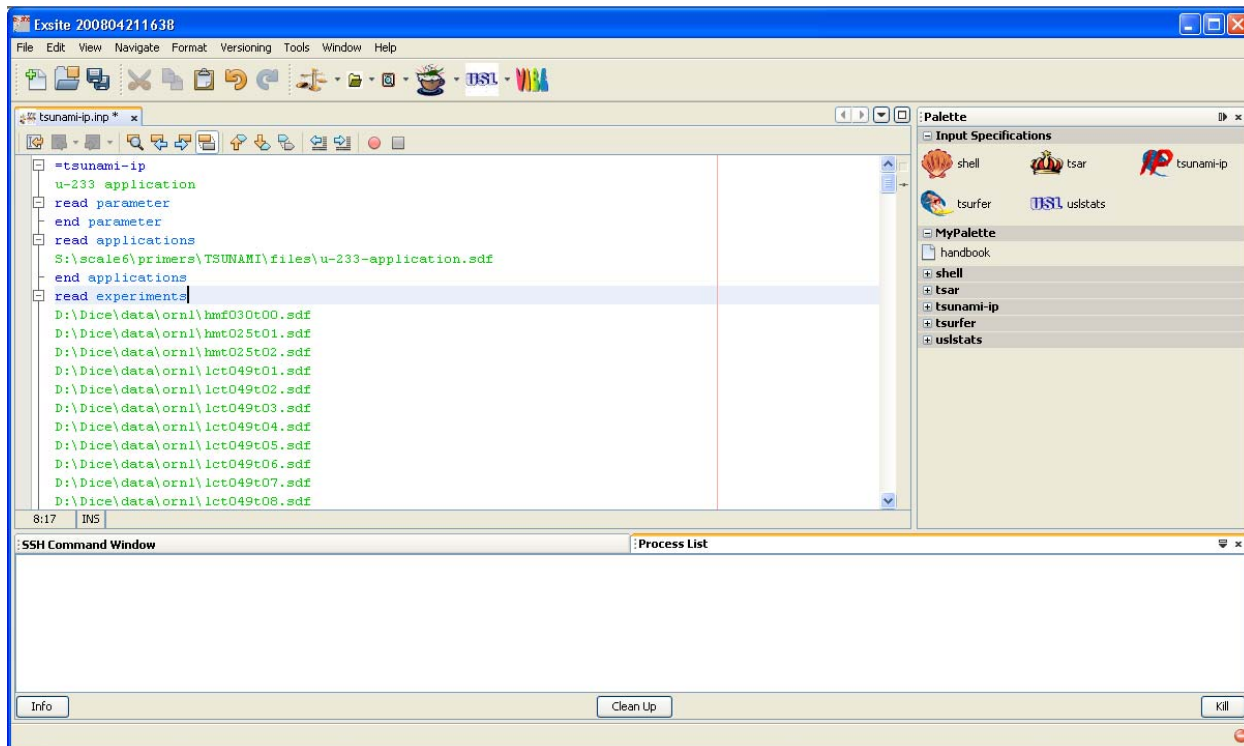 Exsite 200804211638
File Edit View Navigate Format Versioning Tools Window Help
USL
tsunami-ip.inp * x
=tsunami-ip
u-233 application
read parameter
end parameter
read applications
S:\scale6\primers\TSUNAMI\files\u-233-application.sdf
end applications
read experiments
D:\Dice\data\ornl\hmf030t00.sdf
D:\Dice\data\ornl\hmt025t01.sdf
D:\Dice\data\ornl\hmt025t02.sdf
D:\Dice\data\ornl\lct049t01.sdf
D:\Dice\data\ornl\lct049t02.sdf
D:\Dice\data\ornl\lct049t03.sdf
D:\Dice\data\ornl\lct049t04.sdf
D:\Dice\data\ornl\lct049t05.sdf
D:\Dice\data\ornl\lct049t06.sdf
D:\Dice\data\ornl\lct049t07.sdf
D:\Dice\data\ornl\lct049t08.sdf
8:17 INS
Palette
Input Specifications
shell tsar tsunami-ip
tsurfer USL uslstats
MyPalette
handbook
shell
tsar
tsunami-ip
tsurfer
uslstats
SSH Command Window
Process List
Info Clean Up Kill